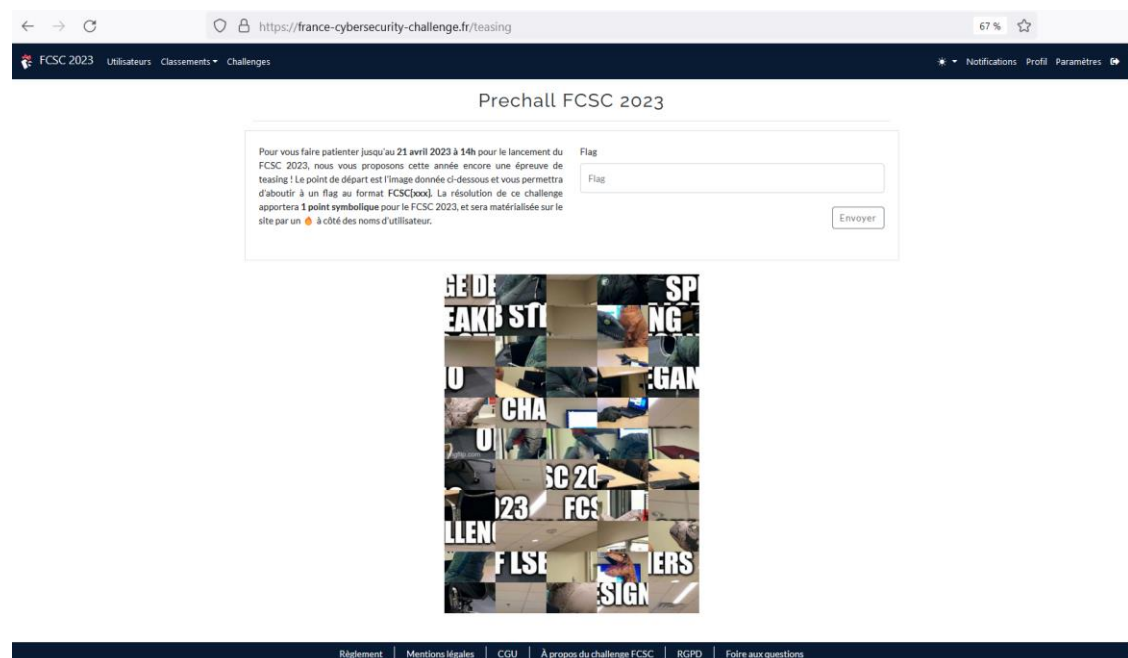 https://france-cybersecurity-challenge.fr/teasing
67 %
FCSC 2023 Utilisateurs Classements Challenges
Notifications Profil Paramètres
Prechall FCSC 2023
Pour vous faire patienter jusqu'au 21 avril 2023 à 14h pour le lancement du
FCSC 2023, nous vous proposons cette année encore une épreuve de
teasing ! Le point de départ est l'image donnée ci-dessous et vous permettra
d'aboutir à un flag au format FCSC{xxx}. La résolution de ce challenge
apportera 1 point symbolique pour le FCSC 2023, et sera matérialisée sur le
site par un à côté des noms d'utilisateur.
Flag
Flag
Envoyer
GE DE
SP
EAK
STI
NG
O
EGAN
CHA
O
imgflip.com
SC 20
023
FCS
LLEN
F LSB
IERS
ESIGN
Règlement | Mentions légales | CGU | À propos du challenge FCSC | RGPD | Foire aux questions